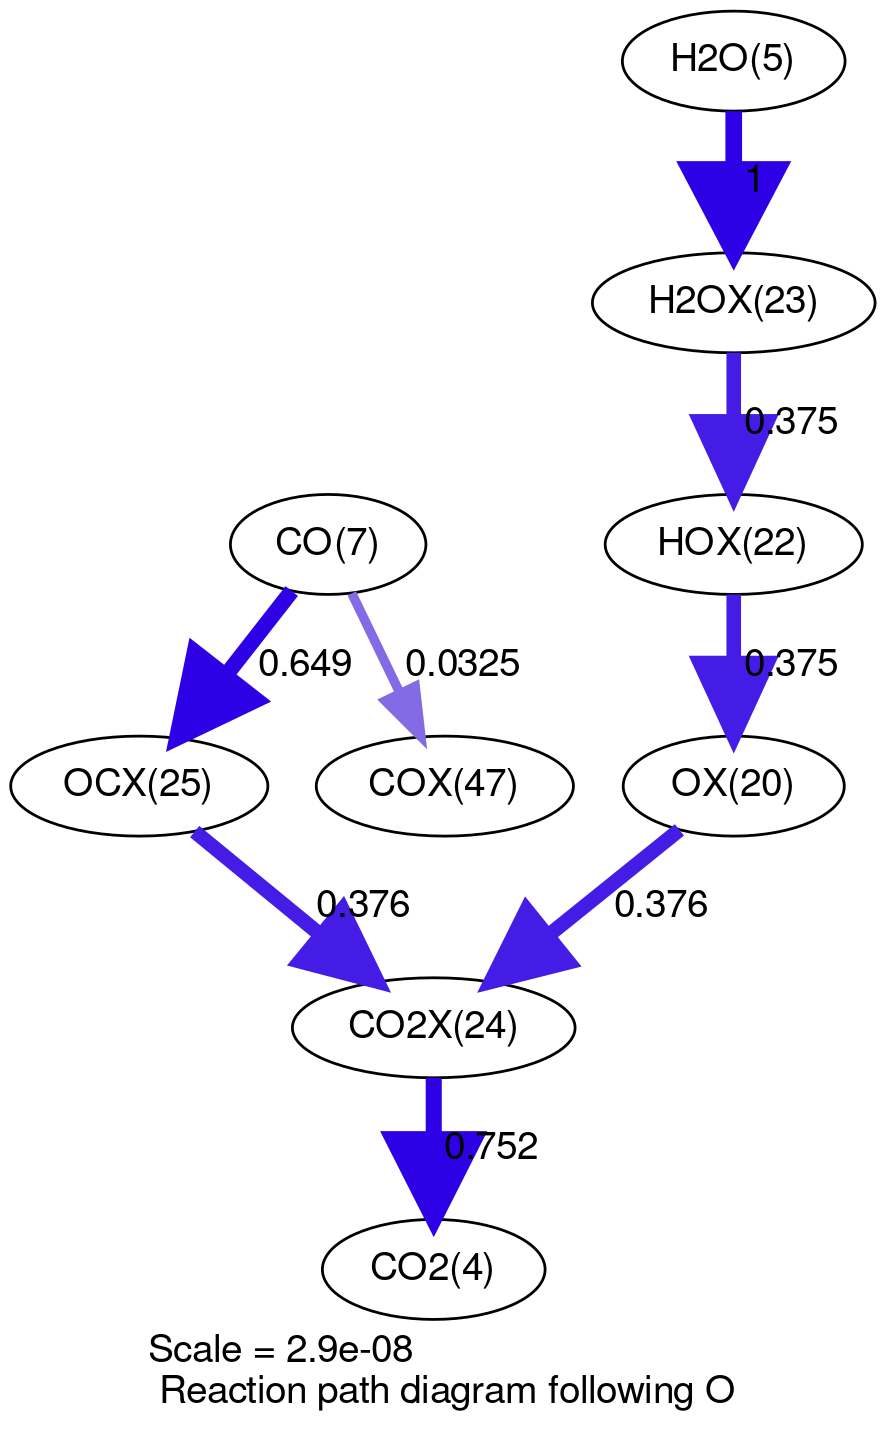 H2O(5)
1
H2OX(23)
0.375
CO(7)
HOX(22)
0.649
0.0325
0.375
OCX(25)
COX(47)
OX(20)
0.376
0.376
CO2X(24)
0.752
CO2(4)
Scale = 2.9e-08
Reaction path diagram following O